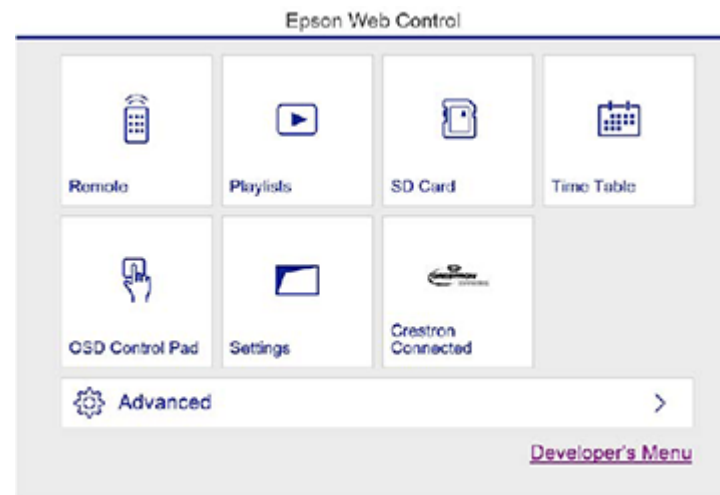 Epson Web Control
Remote
Playlists
SD Card
Time Table
OSD Control Pad
Settings
Crestron
Connected
Advanced
Developer's Menu